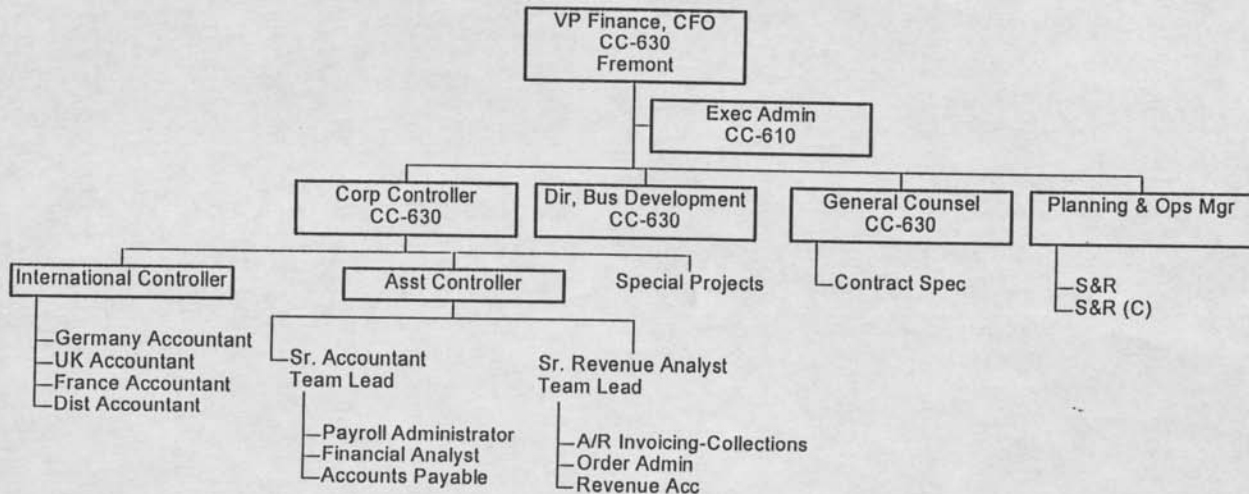 VP Finance, CFO
CC-630
Fremont
Exec Admin
CC-610
Corp Controller
CC-630
Dir, Bus Development
CC-630
General Counsel
CC-630
Planning & Ops Mgr
International Controller
Asst Controller
Special Projects
Contract Spec
S&R
S&R (C)
Germany Accountant
UK Accountant
France Accountant
Dist Accountant
Sr. Accountant
Team Lead
Payroll Administrator
Financial Analyst
Accounts Payable
Sr. Revenue Analyst
Team Lead
A/R Invoicing-Collections
Order Admin
Revenue Acc